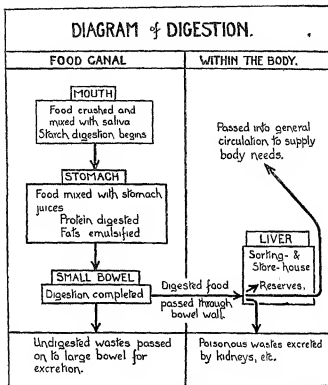 DIAGRAM of DIGESTION.
FOOD CANAL
WITHIN THE BODY.
MOUTH
Food crushed and
mixed with saliva
Starch digestion begins
STOMACH
Food mixed with stomach
juices
Protein digested
Fats emulsified
SMALL BOWEL
Digestion completed
Digested food
passed through
bowel wall.
Passed into general
circulation to supply
body needs.
LIVER
Sorting- &
Store-house
Reserves.
Undigested wastes passed
on to large bowel for
excretion.
Poisonous wastes excreted
by kidneys, etc.